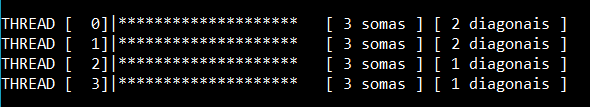 THREAD [  0]|********************   [ 3 somas ] [ 2 diagonais ]
THREAD [  1]|********************   [ 3 somas ] [ 2 diagonais ]
THREAD [  2]|********************   [ 3 somas ] [ 1 diagonais ]
THREAD [  3]|********************   [ 3 somas ] [ 1 diagonais ]